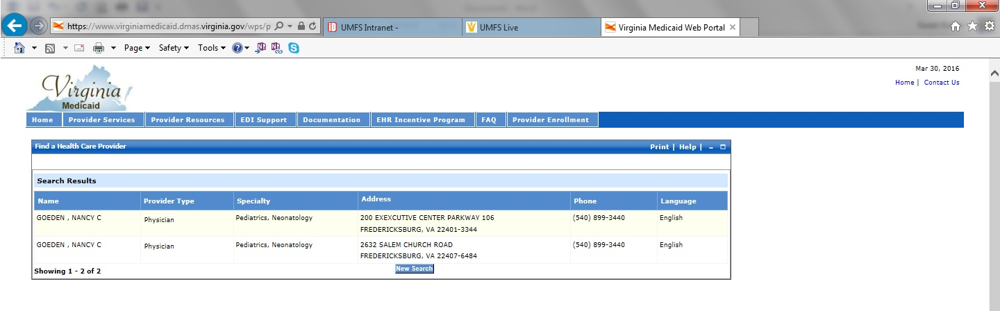 https://www.virginiamedicaid.dmas.virginia.gov/wps/p
UMFS Intranet -
UMFS Live
Virginia Medicaid Web Portal
Page Safety Tools
Mar 30, 2016
Home | Contact Us
Virginia
Medicaid
Home Provider Services Provider Resources EDI Support Documentation EHR Incentive Program FAQ Provider Enrollment
Find a Health Care Provider Print | Help |
Search Results
Name Provider Type Specialty Address Phone Language
GOEDEN , NANCY C Physician Pediatrics, Neonatology 200 EXEXCUTIVE CENTER PARKWAY 106 (540) 899-3440 English
FREDERICKSBURG, VA 22401-3344
GOEDEN , NANCY C Physician Pediatrics, Neonatology 2632 SALEM CHURCH ROAD (540) 899-3440 English
FREDERICKSBURG, VA 22407-6484
Showing 1 - 2 of 2 New Search